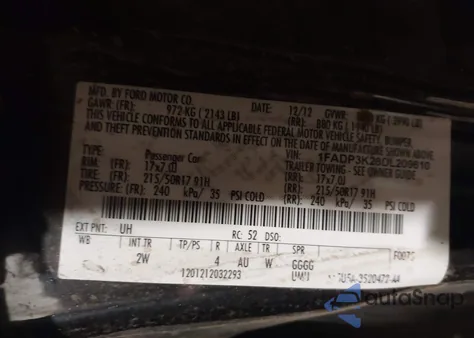 MFD. BY FORD MOTOR CO.
DATE: 12/12 GVWR:
GAWR: (FR): 972 KG ( 2143 LB) (RR): 880 KG ( LB)
THIS VEHICLE CONFORMS TO ALL APPLICABLE FEDERAL MOTOR VEHICLE SAFETY, BUMPER,
AND THEFT PREVENTION STANDARDS IN EFFECT ON THE DATE OF MANUFACTURE SHOWN ABOVE.
VIN:
TYPE: Passenger Car TRAILER TOWING - SEE OWNER'S GUIDE
RIM: (FR): 17x7.0J (RR): 17x7.0J
TIRE (FR): 215/50R17 91H (RR): 215/50R17 91H
PRESSURE: (FR): 240 kPa/ 35 PSI COLD (RR): 240 kPa/ 35 PSI COLD
EXT PNT: UH RC: 52 DSO:
WB INT TR TP/PS R AXLE TR SPR
2W 4 AU W GGGG
1201212032293
AutoSnap